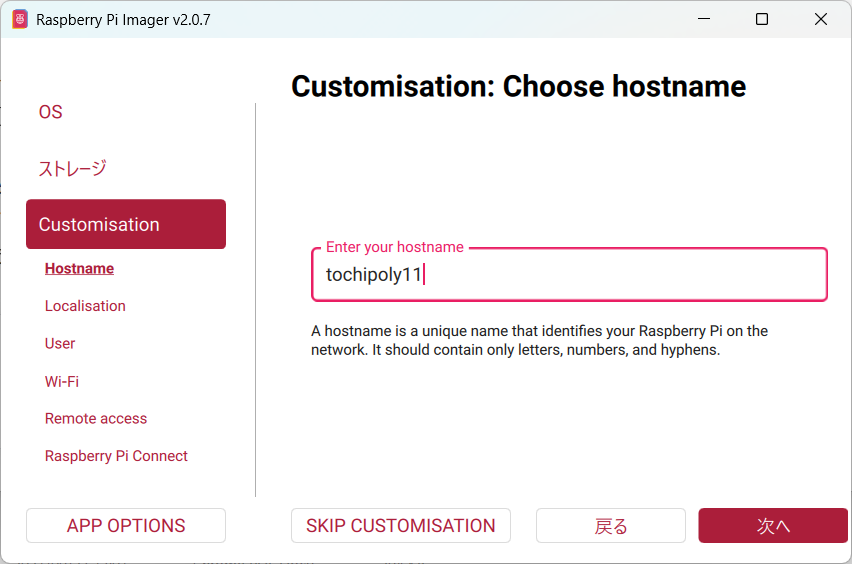 Raspberry Pi Imager v2.0.7
Customisation: Choose hostname
OS
ストレージ
Customisation
Hostname
Localisation
User
Wi-Fi
Remote access
Raspberry Pi Connect
Enter your hostname
tochipoly11
A hostname is a unique name that identifies your Raspberry Pi on the
network. It should contain only letters, numbers, and hyphens.
APP OPTIONS
SKIP CUSTOMISATION
戻る
次へ